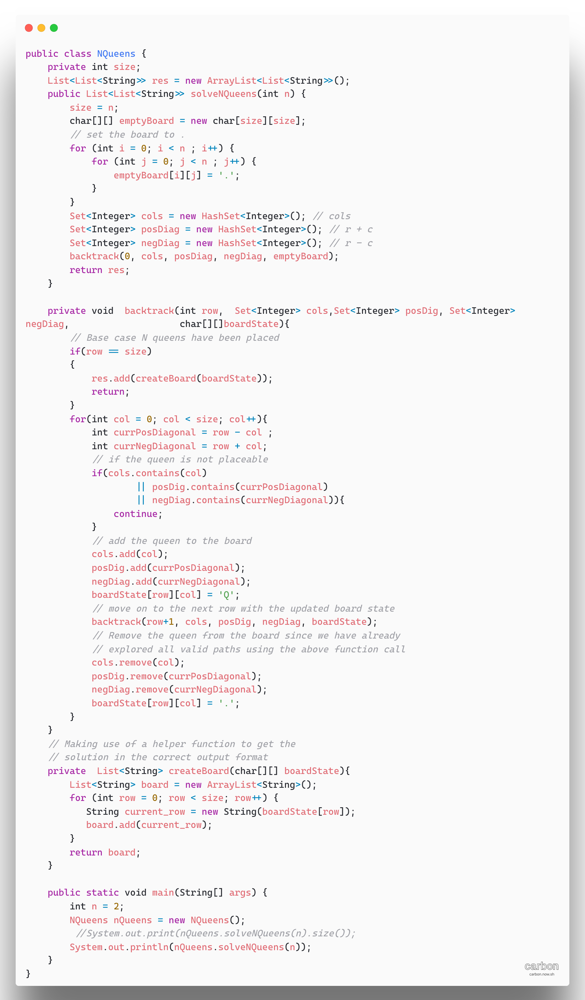 public class NQueens {
    private int size;
    List<List<String>> res = new ArrayList<List<String>>();
    public List<List<String>> solveNQueens(int n) {
        size = n;
        char[][] emptyBoard = new char[size][size];
        // set the board to .
        for (int i = 0; i < n ; i++) {
            for (int j = 0; j < n ; j++) {
                emptyBoard[i][j] = '.';
            }
        }
        Set<Integer> cols = new HashSet<Integer>(); // cols
        Set<Integer> posDiag = new HashSet<Integer>(); // r + c
        Set<Integer> negDiag = new HashSet<Integer>(); // r - c
        backtrack(0, cols, posDiag, negDiag, emptyBoard);
        return res;
    }

    private void  backtrack(int row,  Set<Integer> cols,Set<Integer> posDig, Set<Integer>
negDiag,                    char[][]boardState){
        // Base case N queens have been placed
        if(row == size)
        {
            res.add(createBoard(boardState));
            return;
        }
        for(int col = 0; col < size; col++){
            int currPosDiagonal = row - col ;
            int currNegDiagonal = row + col;
            // if the queen is not placeable
            if(cols.contains(col)
                    || posDig.contains(currPosDiagonal)
                    || negDiag.contains(currNegDiagonal)){
                continue;
            }
            // add the queen to the board
            cols.add(col);
            posDig.add(currPosDiagonal);
            negDiag.add(currNegDiagonal);
            boardState[row][col] = 'Q';
            // move on to the next row with the updated board state
            backtrack(row+1, cols, posDig, negDiag, boardState);
            // Remove the queen from the board since we have already
            // explored all valid paths using the above function call
            cols.remove(col);
            posDig.remove(currPosDiagonal);
            negDiag.remove(currNegDiagonal);
            boardState[row][col] = '.';
        }
    }
    // Making use of a helper function to get the
    // solution in the correct output format
    private  List<String> createBoard(char[][] boardState){
        List<String> board = new ArrayList<String>();
        for (int row = 0; row < size; row++) {
           String current_row = new String(boardState[row]);
           board.add(current_row);
        }
        return board;
    }

    public static void main(String[] args) {
        int n = 2;
        NQueens nQueens = new NQueens();
         //System.out.print(nQueens.solveNQueens(n).size());
        System.out.println(nQueens.solveNQueens(n));
    }
}
carbon
carbon.now.sh